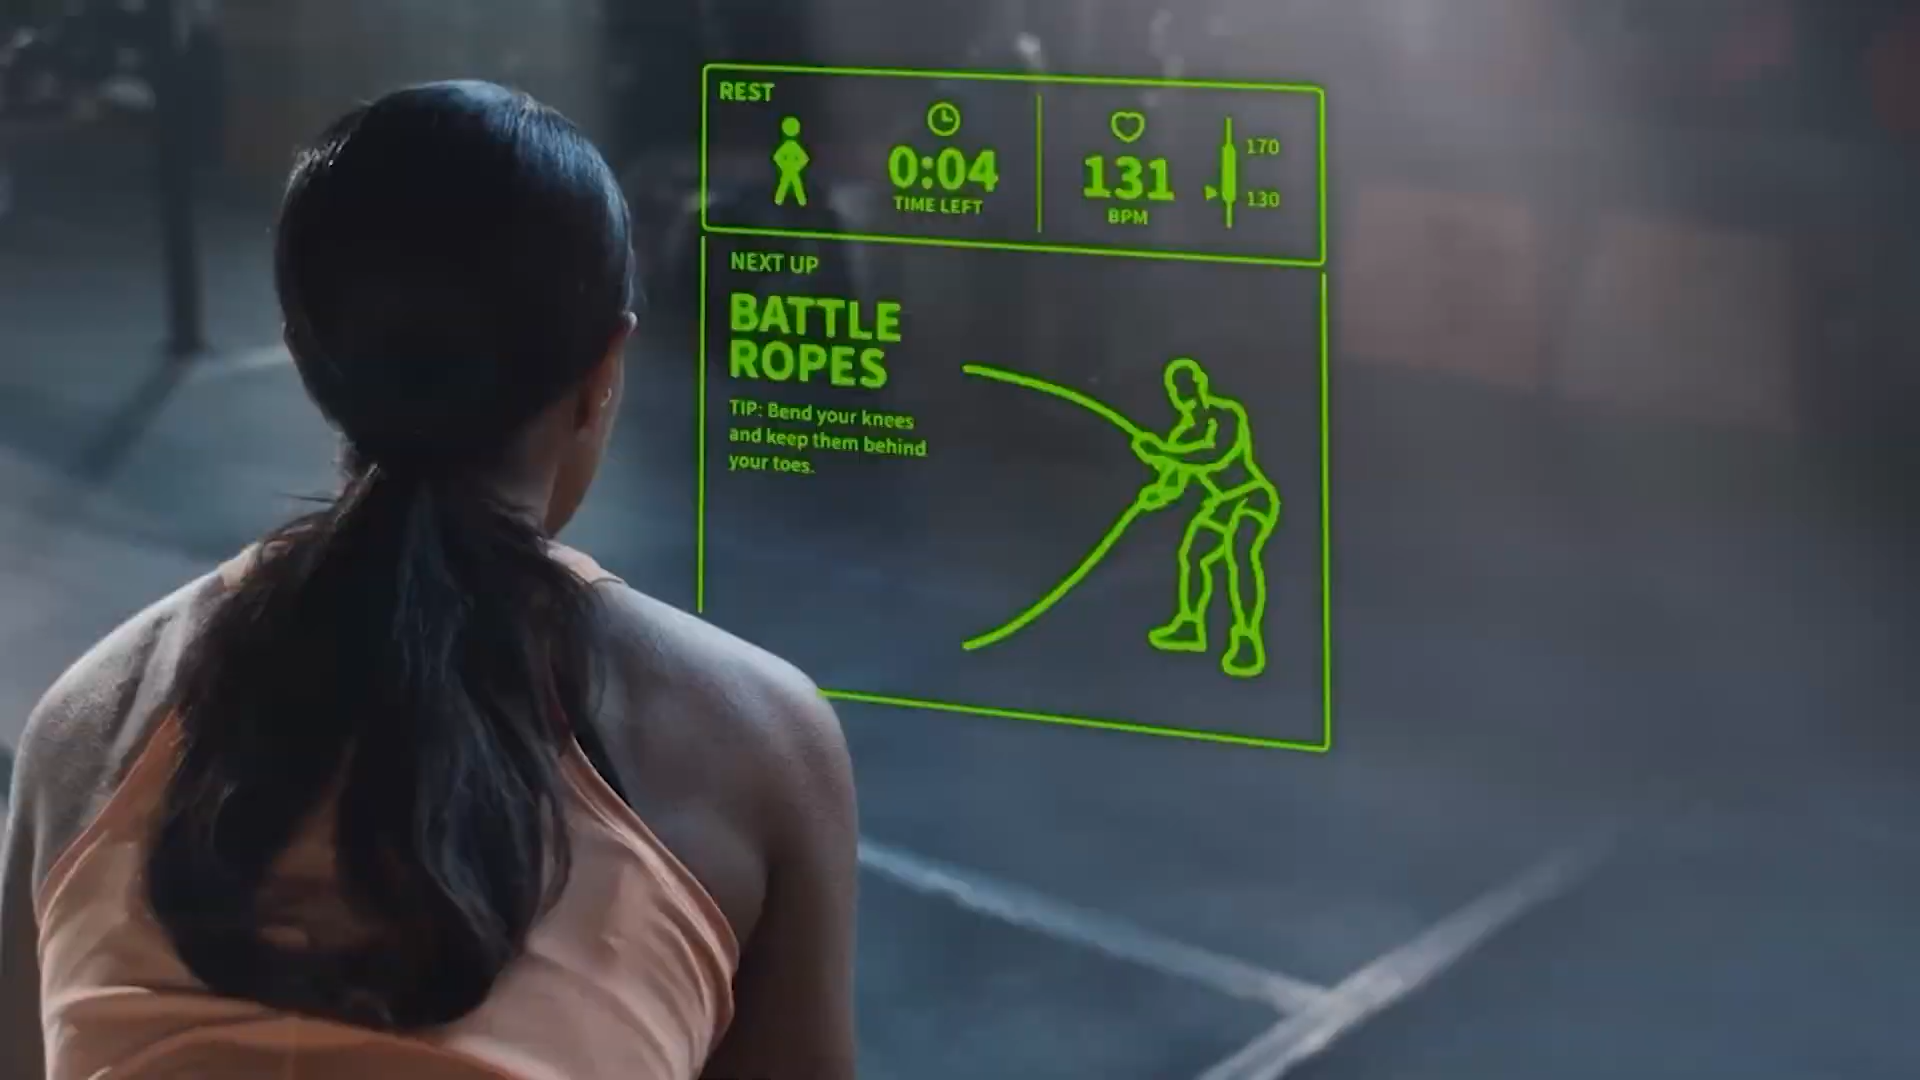 REST
0:04
TIME LEFT
131
BPM
170
130
NEXT UP
BATTLE
ROPES
TIP: Bend your knees
and keep them behind
your toes.